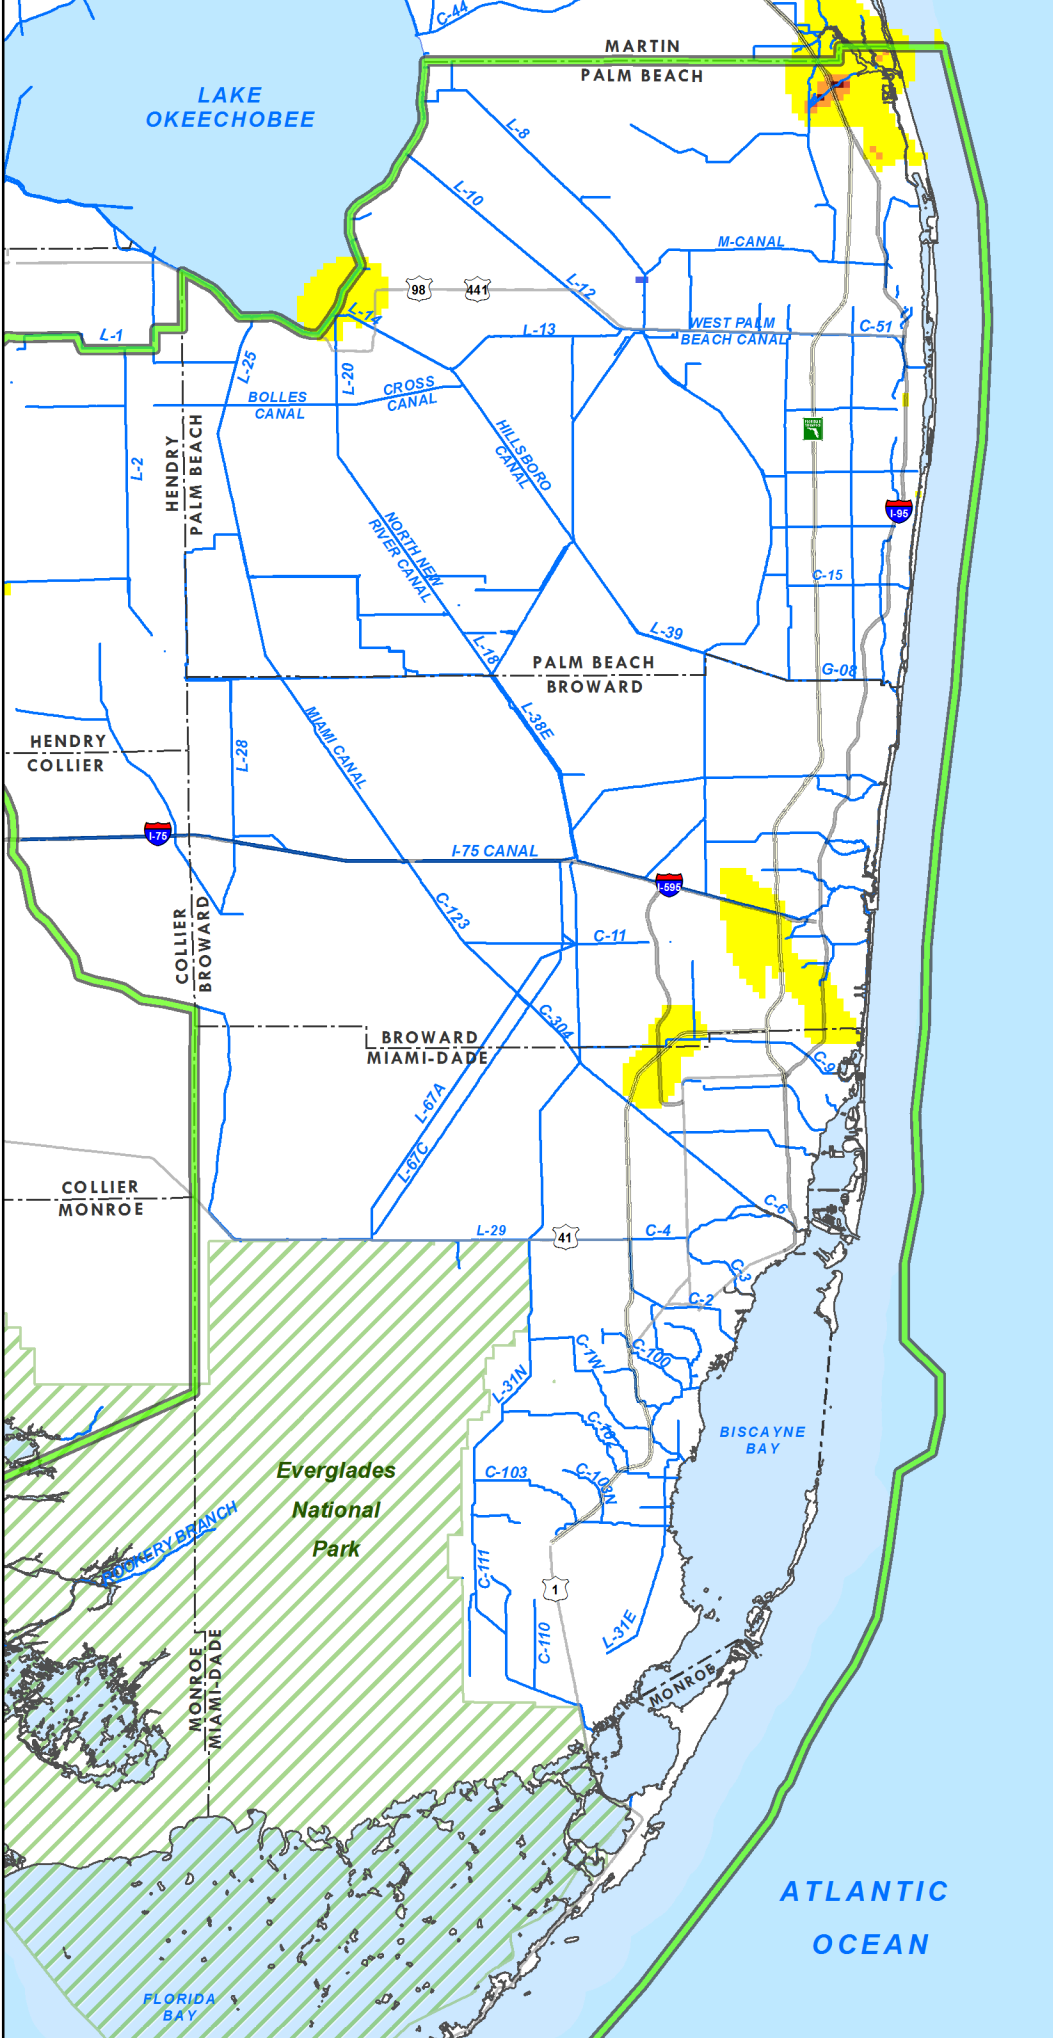 C-44
MARTIN
PALM BEACH
LAKE
OKEECHOBEE
L-8
L-10
M-CANAL
98
441
L-12
L-14
L-1
L-13
WEST PALM
BEACH CANAL
C-51
L-25
L-20
BOLLES
CANAL
CROSS
CANAL
HENDRY
PALM BEACH
L-2
HILLSBORO
CANAL
I-95
NORTH NEW
RIVER CANAL
C-15
L-18
L-39
PALM BEACH
BROWARD
G-08
HENDRY
COLLIER
L-28
MIAMI CANAL
L-38E
I-75
I-75 CANAL
I-595
COLLIER
BROWARD
C-123
C-11
C-304
BROWARD
MIAMI-DADE
C-9
L-67A
L-67C
COLLIER
MONROE
L-29
41
C-4
C-6
C-3
C-2
C-1W
C-100
L-31N
C-102
BISCAYNE
BAY
Everglades
National
Park
C-103
C-103N
ROOKERY BRANCH
C-111
1
C-110
L-31E
MONROE
MIAMI-DADE
MONROE
ATLANTIC
OCEAN
FLORIDA
BAY